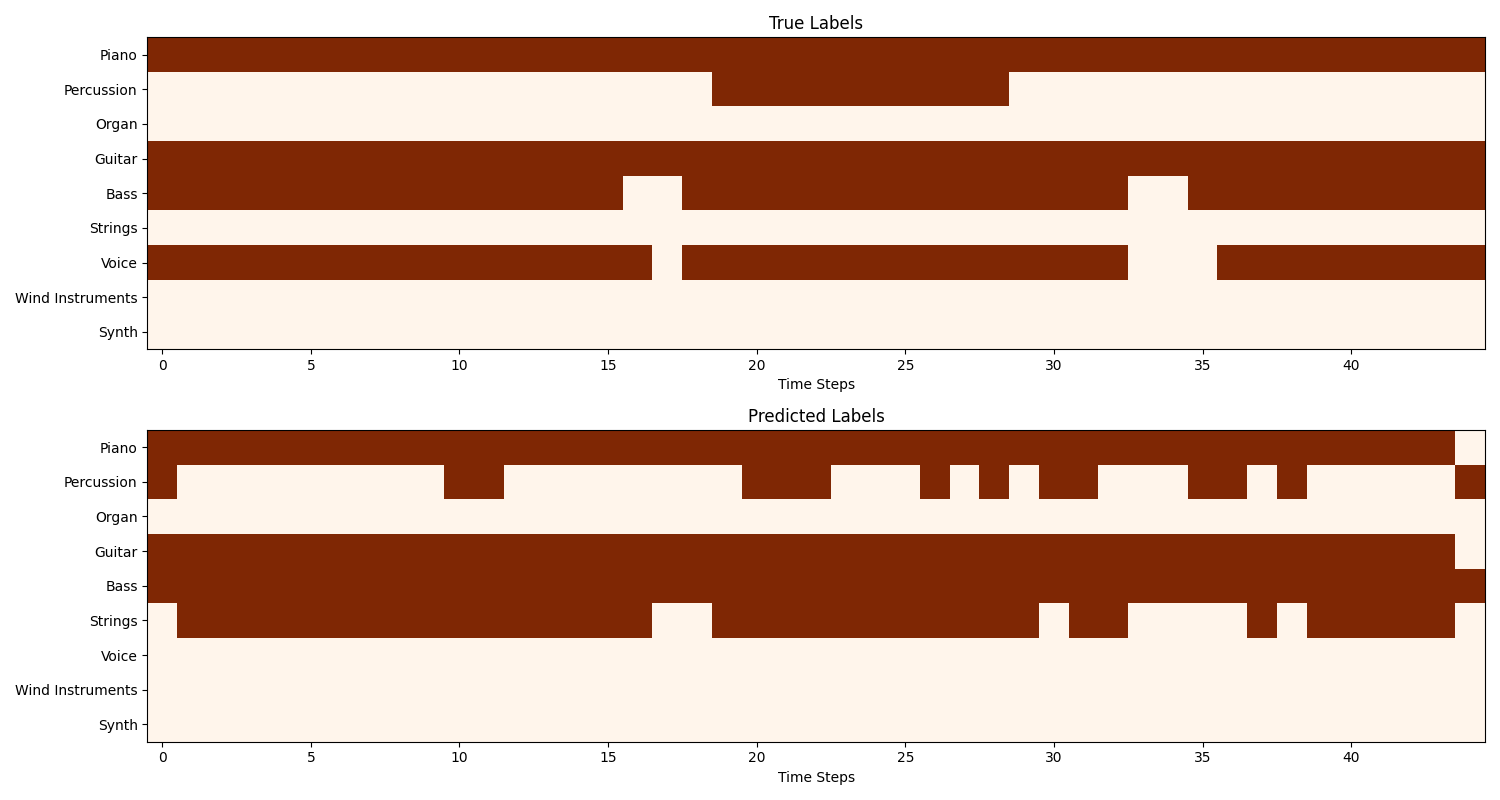 True Labels
Piano
Percussion
Organ
Guitar
Bass
Strings
Voice
Wind Instruments
Synth
0 5 10 15 20 25 30 35 40
Time Steps
Predicted Labels
Piano
Percussion
Organ
Guitar
Bass
Strings
Voice
Wind Instruments
Synth
0 5 10 15 20 25 30 35 40
Time Steps